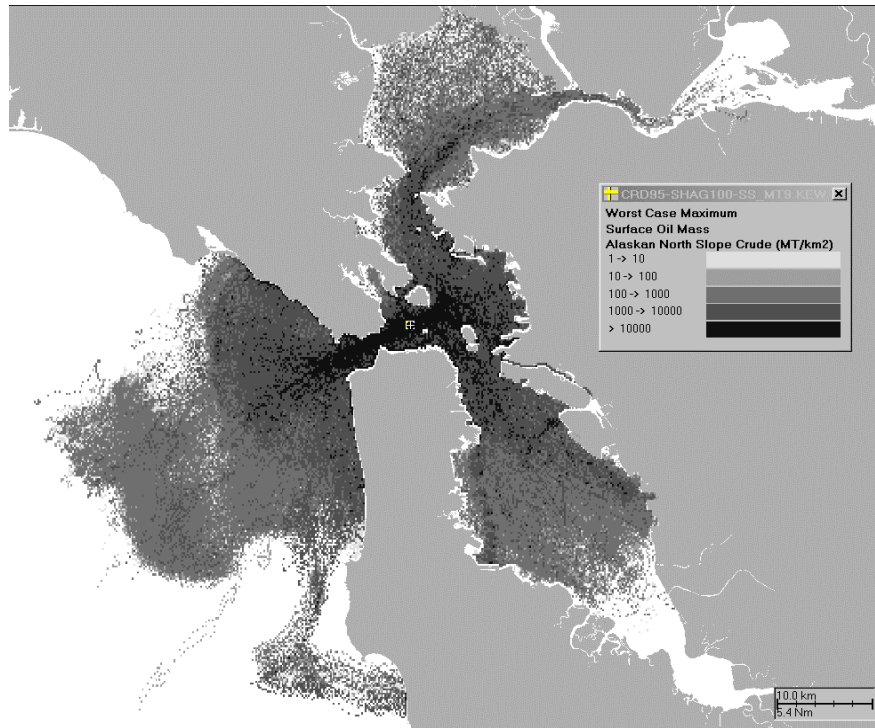 CRD95-SHAG100-SS_MT9.KEW
Worst Case Maximum
Surface Oil Mass
Alaskan North Slope Crude (MT/km2)
1 -> 10
10 -> 100
100 -> 1000
1000 -> 10000
> 10000
10.0 km
5.4 Nm